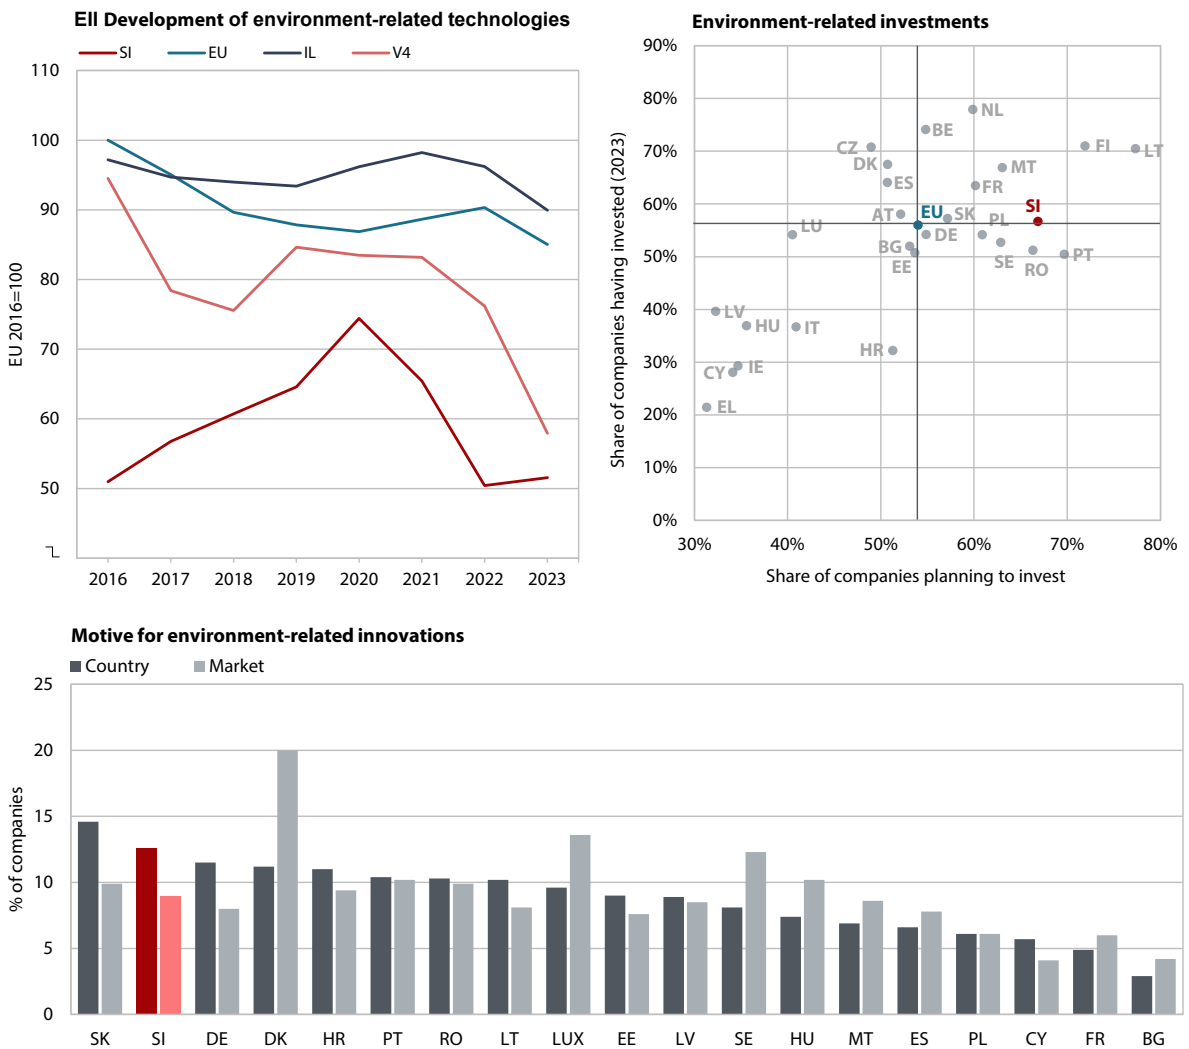 EII Development of environment-related technologies
SI EU IL V4
EU 2016=100
110
100
90
80
70
60
50
2016 2017 2018 2019 2020 2021 2022 2023
Environment-related investments
Share of companies having invested (2023)
90%
80%
70%
60%
50%
40%
30%
20%
10%
0%
NL
BE
CZ
FI
LT
DK
MT
ES
FR
SI
AT
EU
SK
PL
LU
DE
BG
EE
SE
RO
PT
LV
HU
IT
HR
IE
CY
EL
30% 40% 50% 60% 70% 80%
Share of companies planning to invest
Motive for environment-related innovations
Country Market
% of companies
25
20
15
10
5
0
SK SI DE DK HR PT RO LT LUX EE LV SE HU MT ES PL CY FR BG